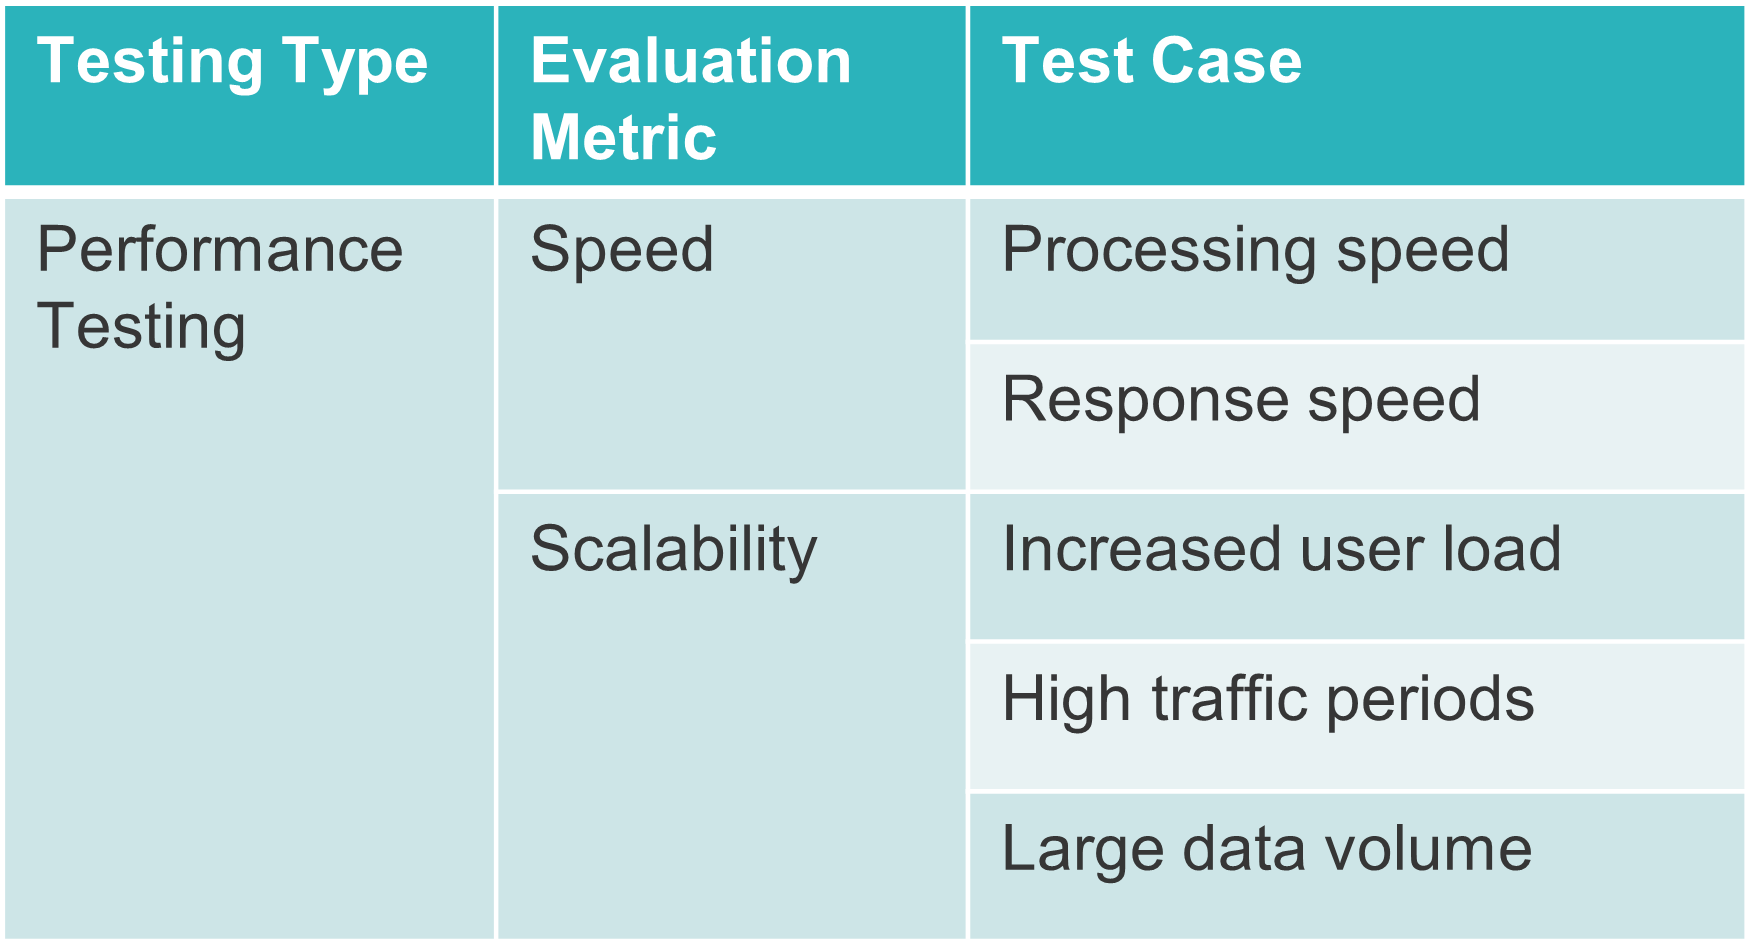 Testing Type
Evaluation
Metric
Test Case
Performance
Testing
Speed
Processing speed
Response speed
Scalability
Increased user load
High traffic periods
Large data volume